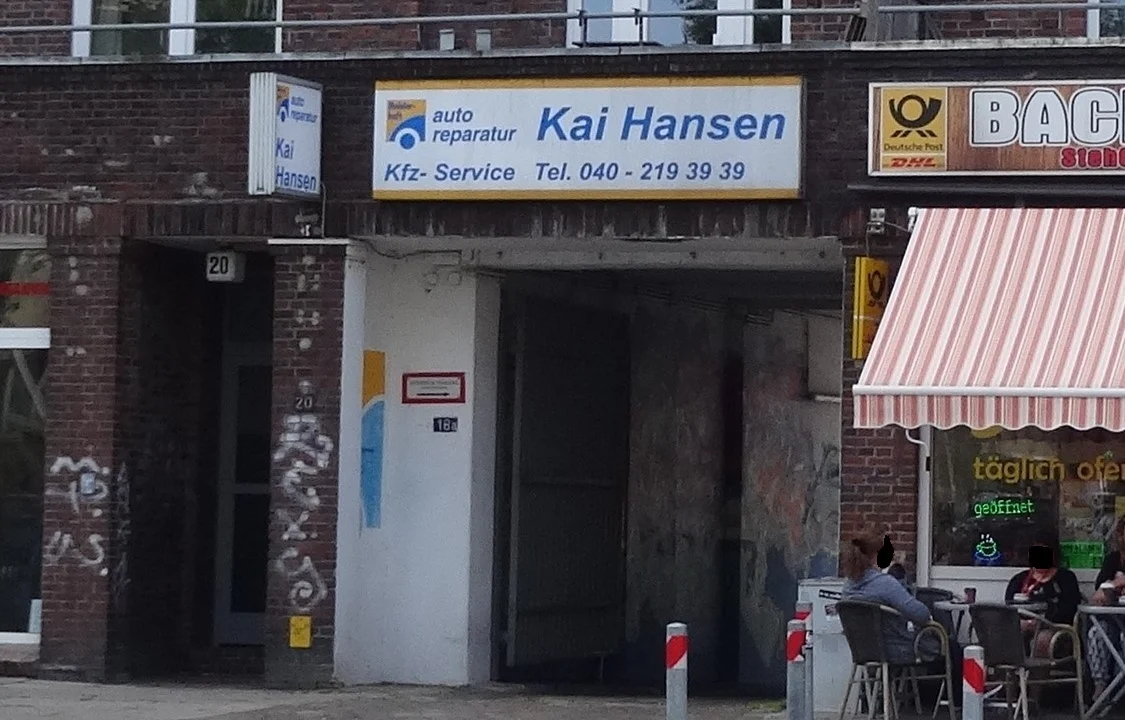 auto
reparatur
Kai
Hansen
auto
reparatur
Kai Hansen
Kfz- Service Tel. 040 - 219 39 39
Deutsche Post
DHL
BAC
Stone
20
20
18a
täglich ofe
geöffnet